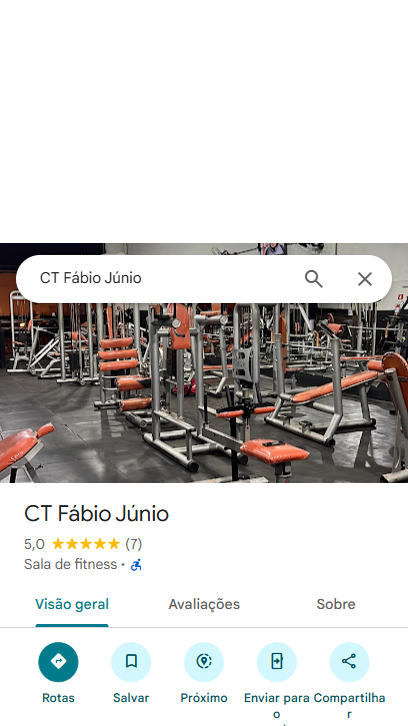 CT Fábio Júnio
CT Fábio Júnio
5,0 (7)
Sala de fitness ·
Visão geral Avaliações Sobre
Rotas Salvar Próximo Enviar para Compartilha
o r